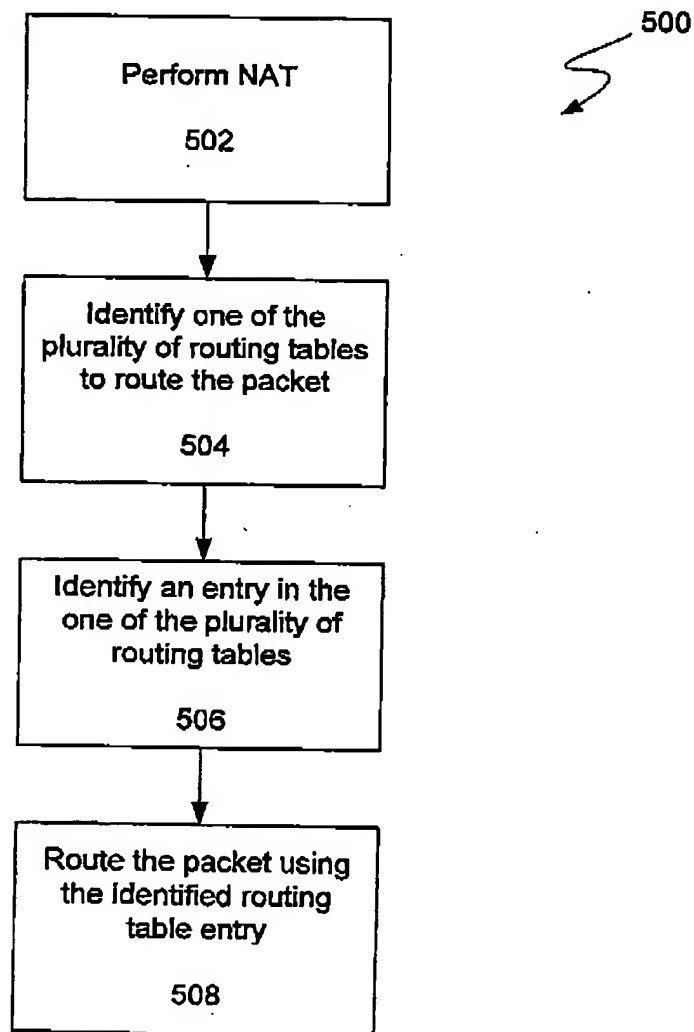 500
Perform NAT
502
Identify one of the
plurality of routing tables
to route the packet
504
Identify an entry in the
one of the plurality of
routing tables
506
Route the packet using
the identified routing
table entry
508